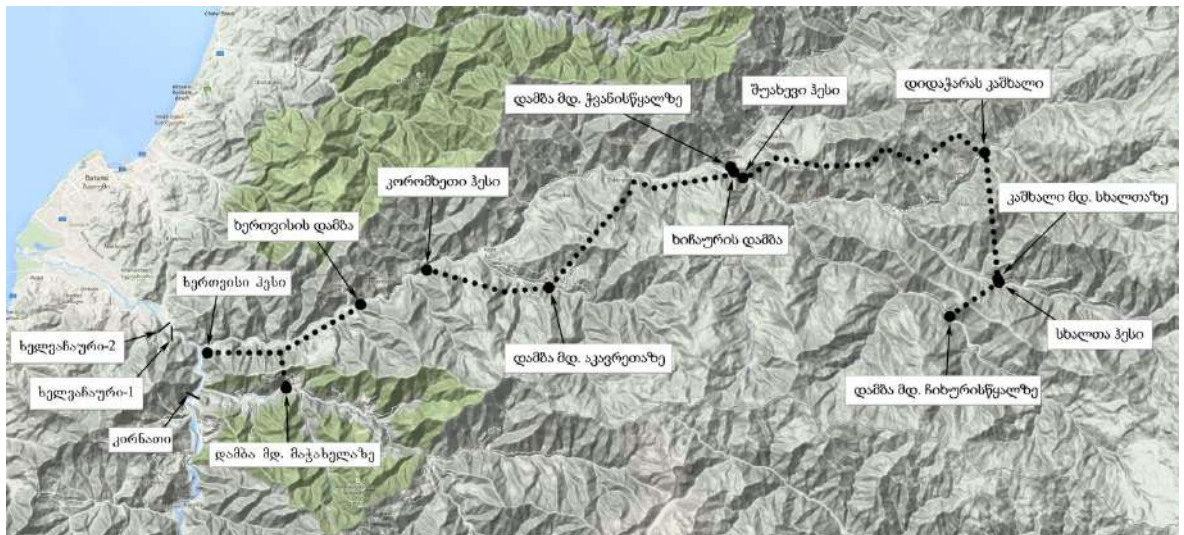 დამბა მდ. ჭვანისწყალზე
შუახევი ჰესი
დიდაჭარას კაშხალი
კორომხეთი ჰესი
კაშხალი მდ. სხალთაზე
ხერთვისის დამბა
ხიჩაურის დამბა
ხერთვისი ჰესი
ხელვაჩაური-2
დამბა მდ. აკავრეთაზე
სხალთა ჰესი
ხელვაჩაური-1
დამბა მდ. ჩიხურისწყალზე
კირნათი
დამბა მდ. მაჭახელაზე